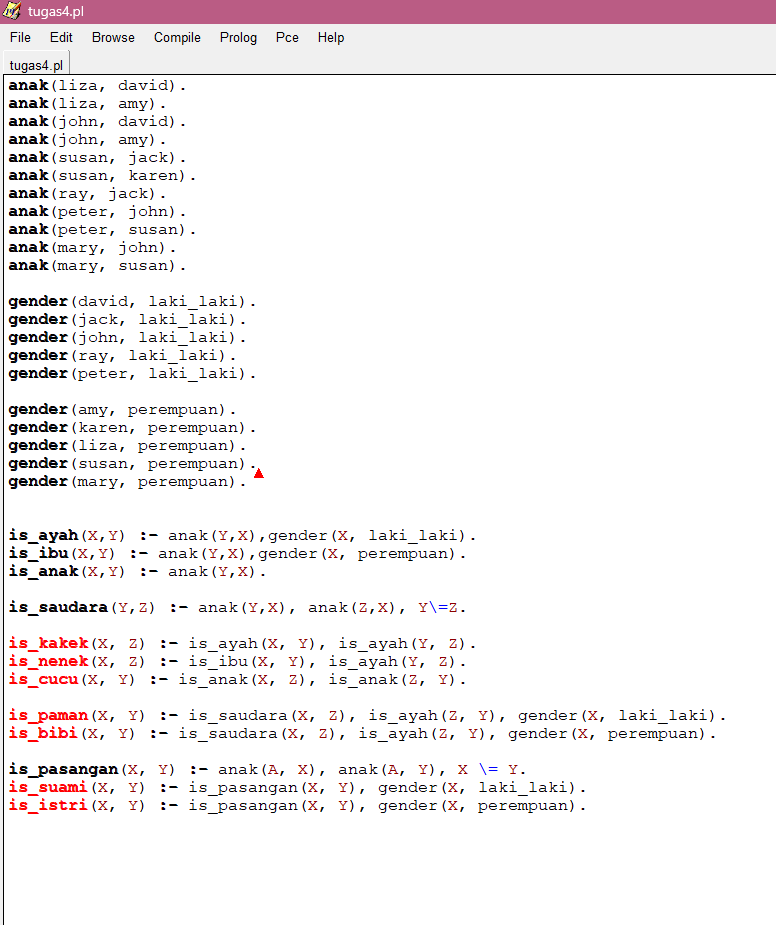 tugas4.pl
File Edit Browse Compile Prolog Pce Help
tugas4.pl
anak(liza, david).
anak(liza, amy).
anak(john, david).
anak(john, amy).
anak(susan, jack).
anak(susan, karen).
anak(ray, jack).
anak(peter, john).
anak(peter, susan).
anak(mary, john).
anak(mary, susan).
gender(david, laki_laki).
gender(jack, laki_laki).
gender(john, laki_laki).
gender(ray, laki_laki).
gender(peter, laki_laki).
gender(amy, perempuan).
gender(karen, perempuan).
gender(liza, perempuan).
gender(susan, perempuan).
gender(mary, perempuan).
is_ayah(X,Y) :- anak(Y,X),gender(X, laki_laki).
is_ibu(X,Y) :- anak(Y,X),gender(X, perempuan).
is_anak(X,Y) :- anak(Y,X).
is_saudara(Y,Z) :- anak(Y,X), anak(Z,X), Y\=Z.
is_kakek(X, Z) :- is_ayah(X, Y), is_ayah(Y, Z).
is_nenek(X, Z) :- is_ibu(X, Y), is_ayah(Y, Z).
is_cucu(X, Y) :- is_anak(X, Z), is_anak(Z, Y).
is_paman(X, Y) :- is_saudara(X, Z), is_ayah(Z, Y), gender(X, laki_laki).
is_bibi(X, Y) :- is_saudara(X, Z), is_ayah(Z, Y), gender(X, perempuan).
is_pasangan(X, Y) :- anak(A, X), anak(A, Y), X \= Y.
is_suami(X, Y) :- is_pasangan(X, Y), gender(X, laki_laki).
is_istri(X, Y) :- is_pasangan(X, Y), gender(X, perempuan).